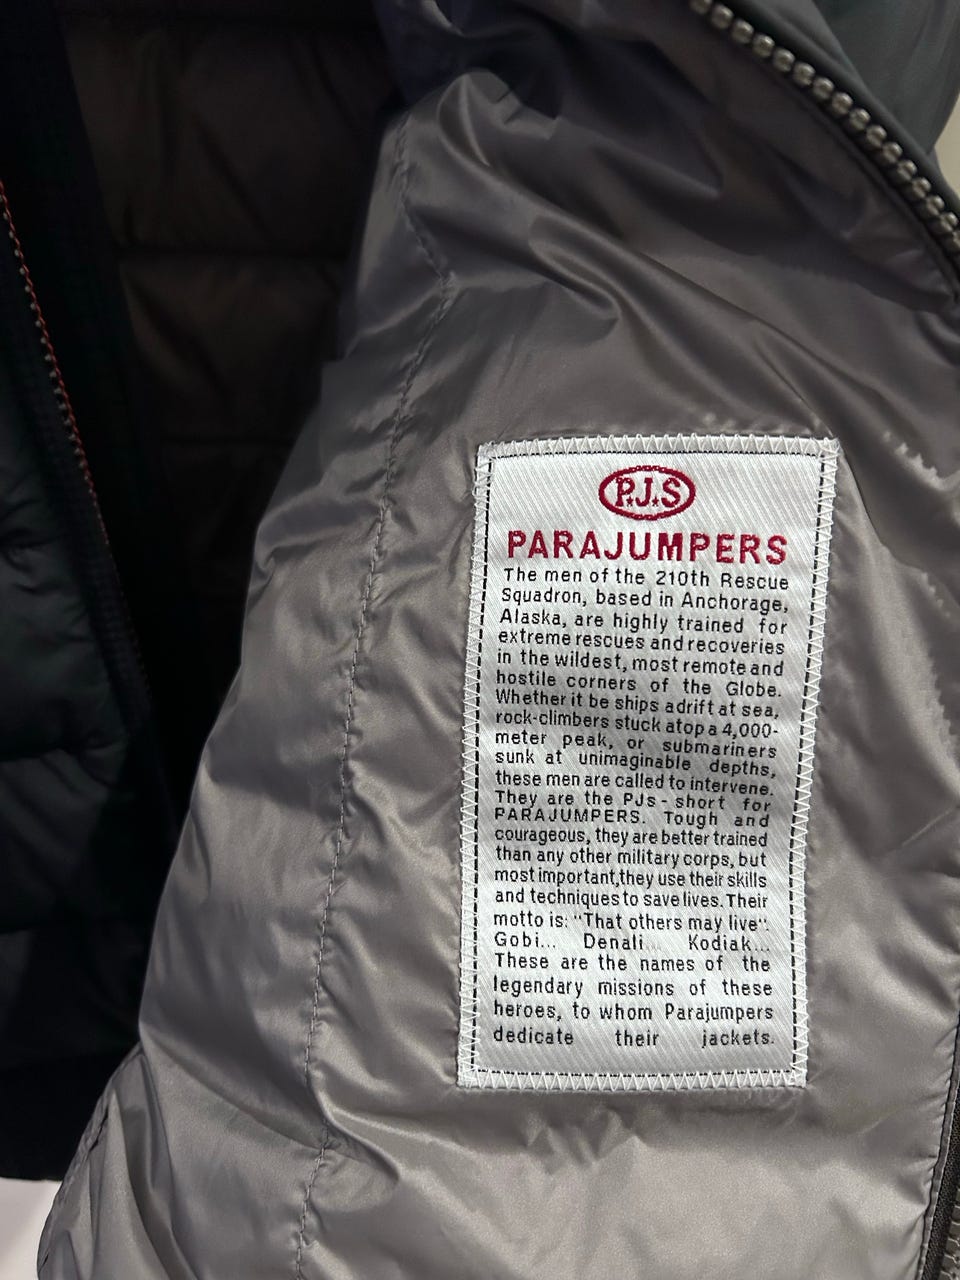 P.J.S
PARAJUMPERS
The men of the 210th Rescue
Squadron, based in Anchorage,
Alaska, are highly trained for
extreme rescues and recoveries
in the wildest, most remote and
hostile corners of the Globe.
Whether it be ships adrift at sea,
rock-climbers stuck atop a 4,000-
meter peak, or submariners
sunk at unimaginable depths,
these men are called to intervene.
They are the PJs - short for
PARAJUMPERS. Tough and
courageous, they are better trained
than any other military corps, but
most important,they use their skills
and techniques to save lives. Their
motto is: "That others may live".
Gobi... Denali... Kodiak...
These are the names of the
legendary missions of these
heroes, to whom Parajumpers
dedicate their jackets.